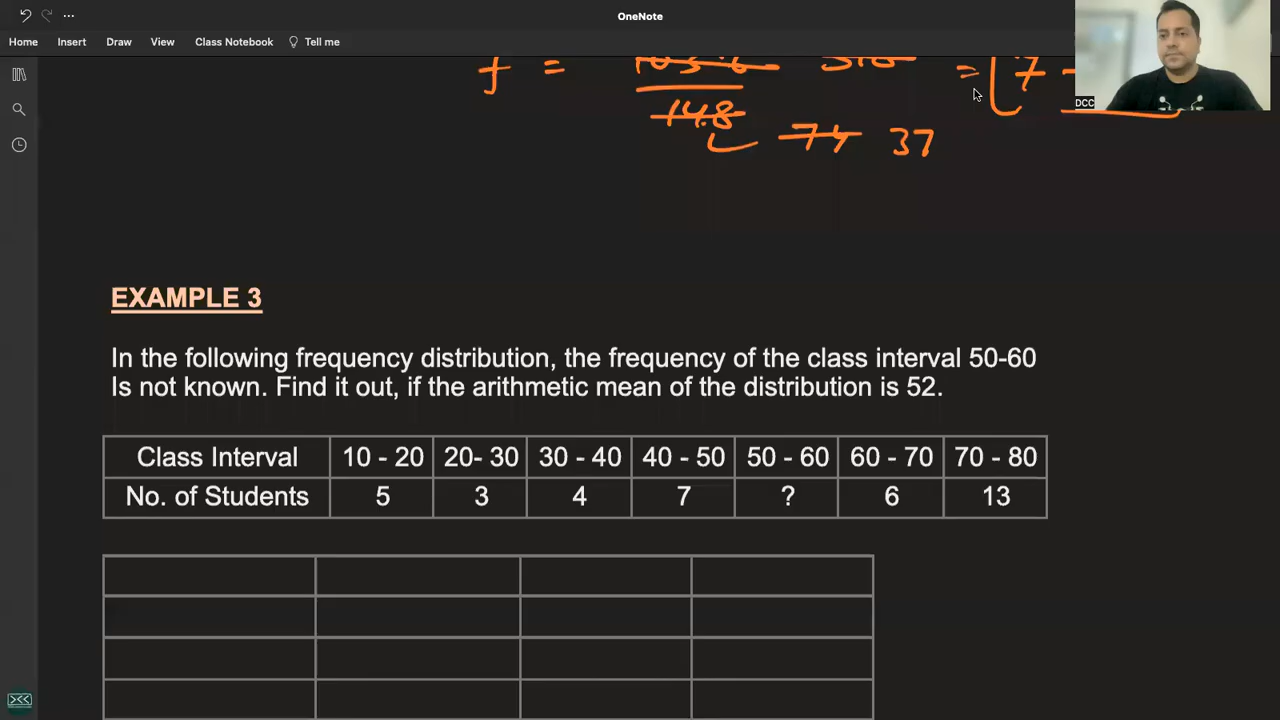 OneNote
Home Insert Draw View Class Notebook Tell me
f = = 7
14.8
74 37
DCC
EXAMPLE 3
In the following frequency distribution, the frequency of the class interval 50-60
Is not known. Find it out, if the arithmetic mean of the distribution is 52.
Class Interval 10 - 20 20- 30 30 - 40 40 - 50 50 - 60 60 - 70 70 - 80
No. of Students 5 3 4 7 ? 6 13